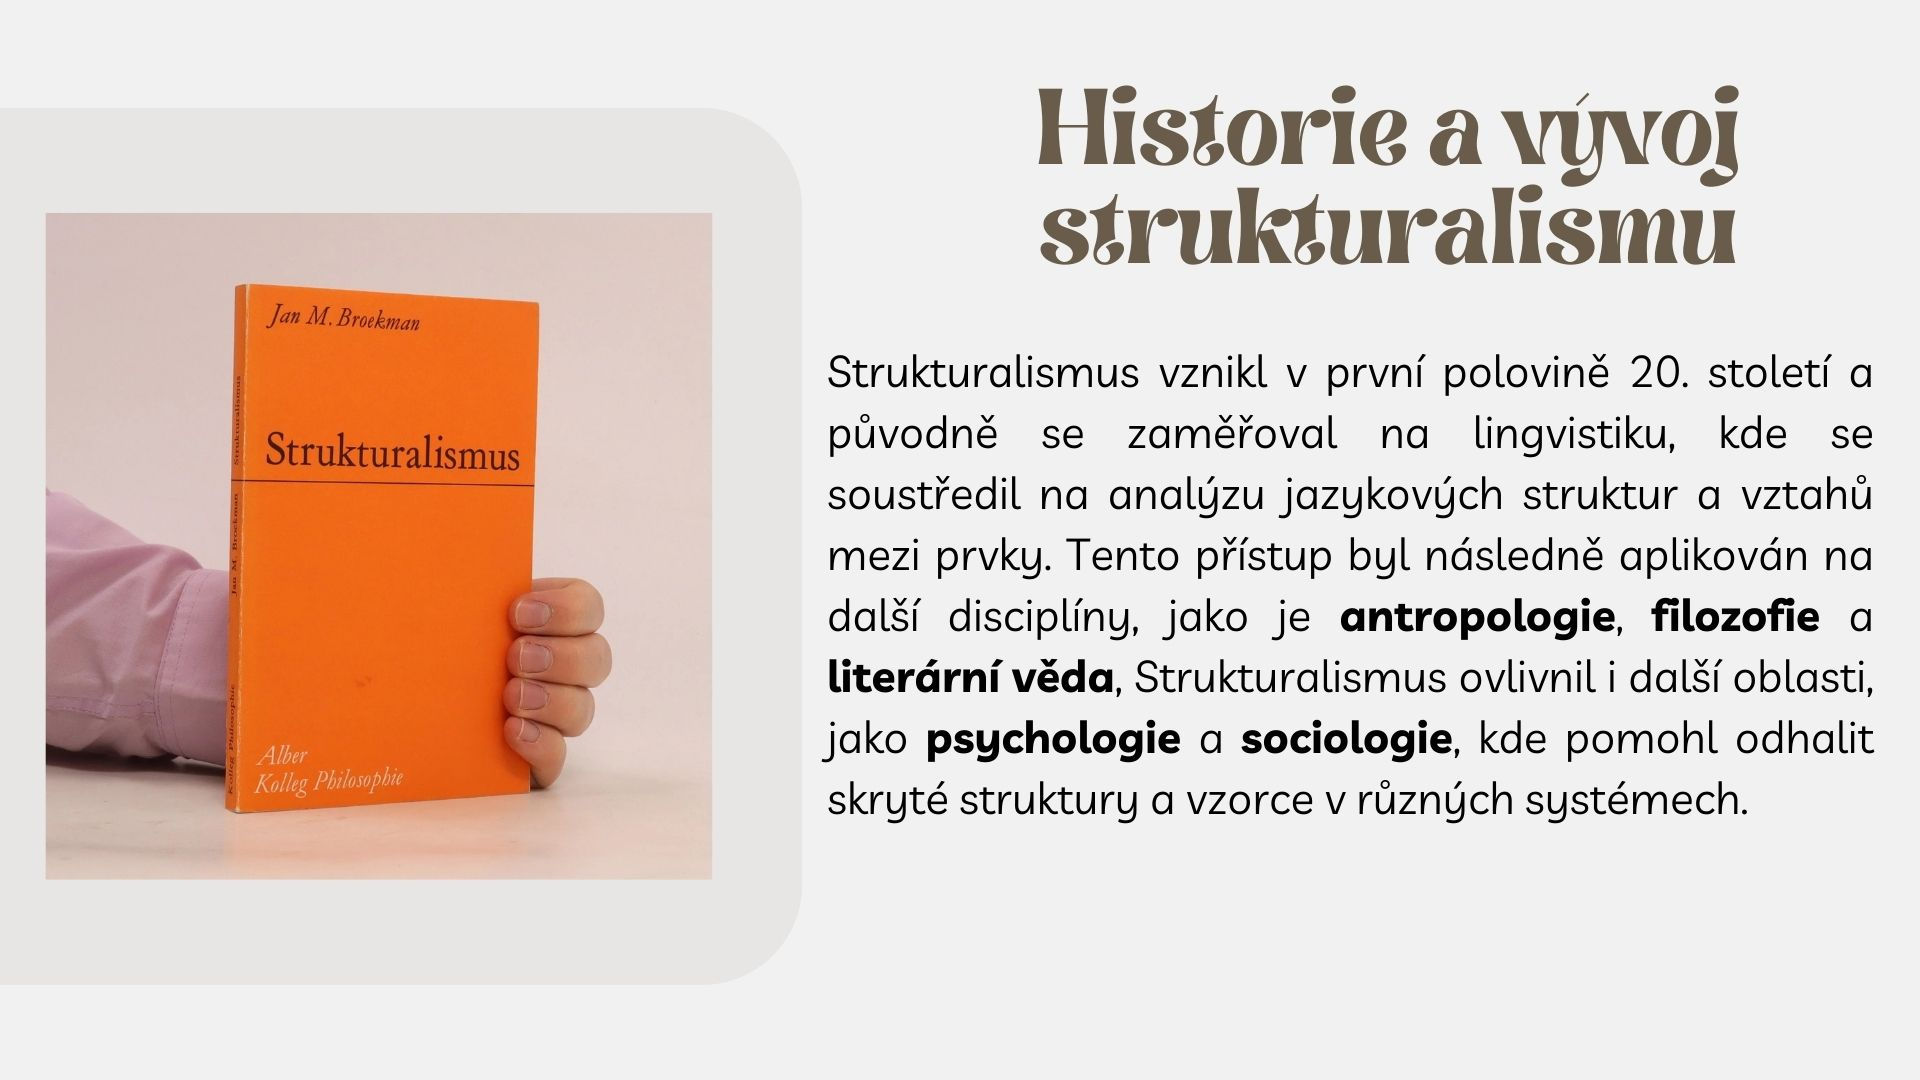 Historie a vývoj
strukturalismu
Jan M. Broekman
Strukturalismus
Alber
Kolleg Philosophie
Strukturalismus
Jan M. Broekman
Kolleg Philosophie
Strukturalismus vznikl v první polovině 20. století a
původně se zaměřoval na lingvistiku, kde se
soustředil na analýzu jazykových struktur a vztahů
mezi prvky. Tento přístup byl následně aplikován na
další disciplíny, jako je antropologie, filozofie a
literární věda, Strukturalismus ovlivnil i další oblasti,
jako psychologie a sociologie, kde pomohl odhalit
skryté struktury a vzorce v různých systémech.